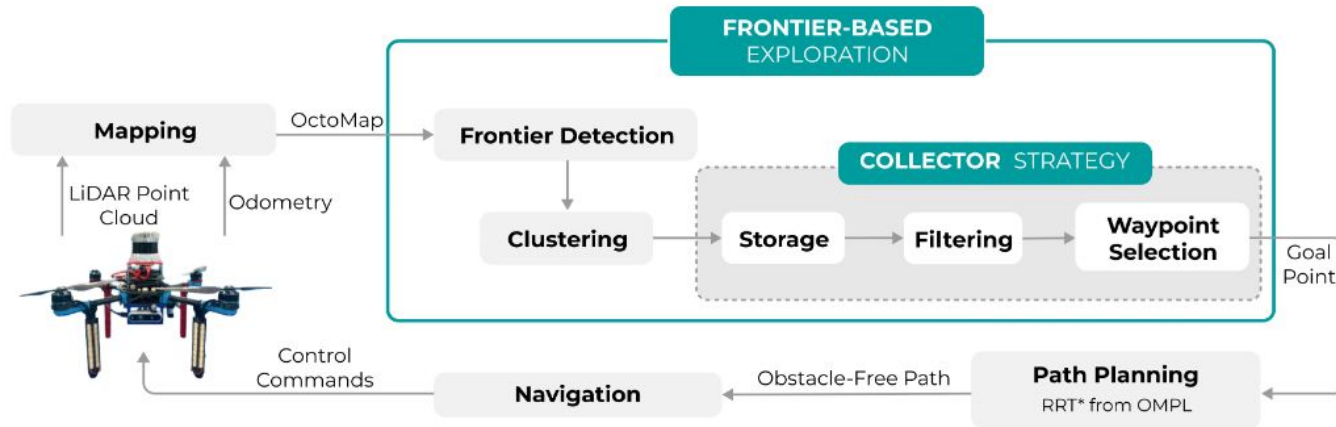 FRONTIER-BASED
EXPLORATION
Mapping
OctoMap
Frontier Detection
COLLECTOR STRATEGY
LiDAR Point
Cloud
Odometry
Clustering
Storage
Filtering
Waypoint
Selection
Goal
Point
Control
Commands
Navigation
Obstacle-Free Path
Path Planning
RRT* from OMPL